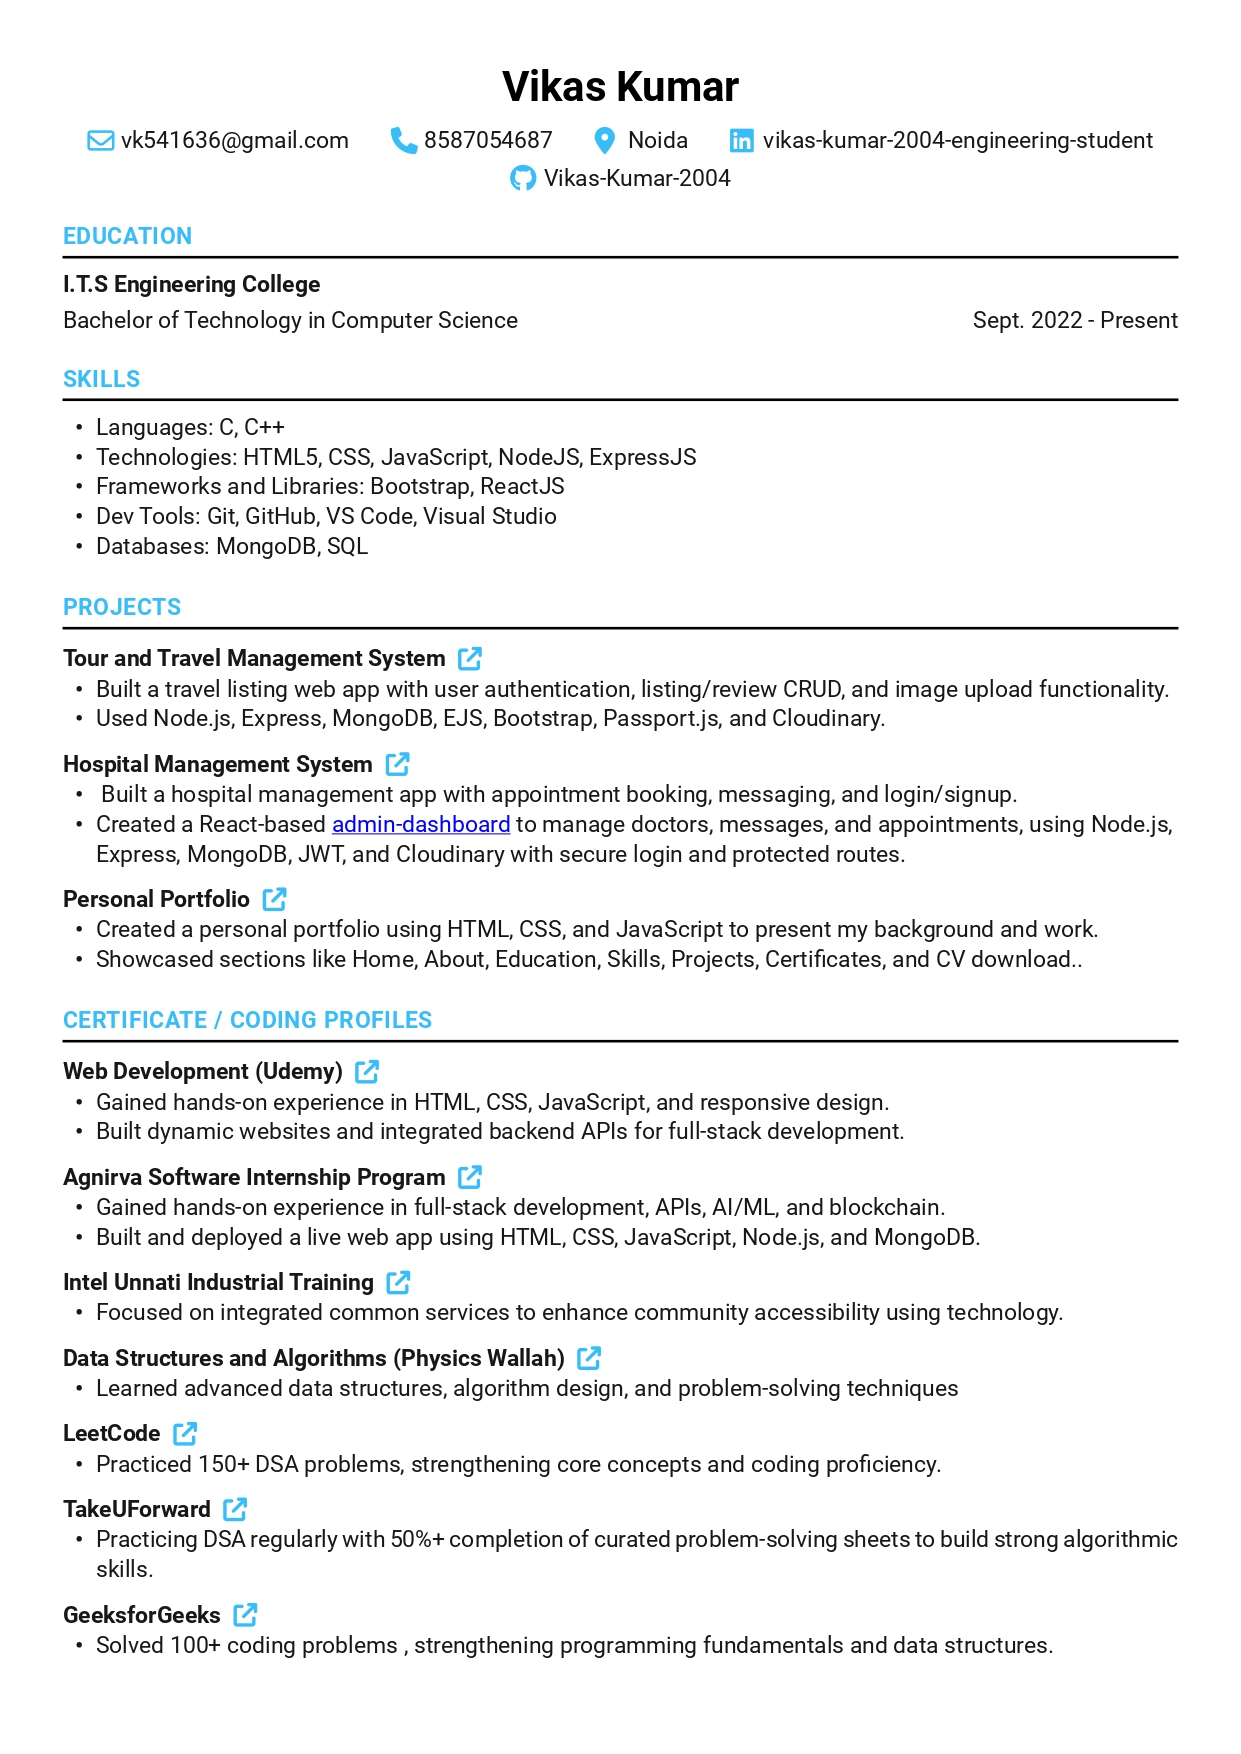 Vikas Kumar
vk541636@gmail.com 8587054687 Noida vikas-kumar-2004-engineering-student
Vikas-Kumar-2004
EDUCATION
I.T.S Engineering College
Bachelor of Technology in Computer Science Sept. 2022 - Present
SKILLS
• Languages: C, C++
• Technologies: HTML5, CSS, JavaScript, NodeJS, ExpressJS
• Frameworks and Libraries: Bootstrap, ReactJS
• Dev Tools: Git, GitHub, VS Code, Visual Studio
• Databases: MongoDB, SQL
PROJECTS
Tour and Travel Management System
• Built a travel listing web app with user authentication, listing/review CRUD, and image upload functionality.
• Used Node.js, Express, MongoDB, EJS, Bootstrap, Passport.js, and Cloudinary.
Hospital Management System
• Built a hospital management app with appointment booking, messaging, and login/signup.
• Created a React-based admin-dashboard to manage doctors, messages, and appointments, using Node.js,
Express, MongoDB, JWT, and Cloudinary with secure login and protected routes.
Personal Portfolio
• Created a personal portfolio using HTML, CSS, and JavaScript to present my background and work.
• Showcased sections like Home, About, Education, Skills, Projects, Certificates, and CV download..
CERTIFICATE / CODING PROFILES
Web Development (Udemy)
• Gained hands-on experience in HTML, CSS, JavaScript, and responsive design.
• Built dynamic websites and integrated backend APIs for full-stack development.
Agnirva Software Internship Program
• Gained hands-on experience in full-stack development, APIs, AI/ML, and blockchain.
• Built and deployed a live web app using HTML, CSS, JavaScript, Node.js, and MongoDB.
Intel Unnati Industrial Training
• Focused on integrated common services to enhance community accessibility using technology.
Data Structures and Algorithms (Physics Wallah)
• Learned advanced data structures, algorithm design, and problem-solving techniques
LeetCode
• Practiced 150+ DSA problems, strengthening core concepts and coding proficiency.
TakeUForward
• Practicing DSA regularly with 50%+ completion of curated problem-solving sheets to build strong algorithmic
skills.
GeeksforGeeks
• Solved 100+ coding problems , strengthening programming fundamentals and data structures.